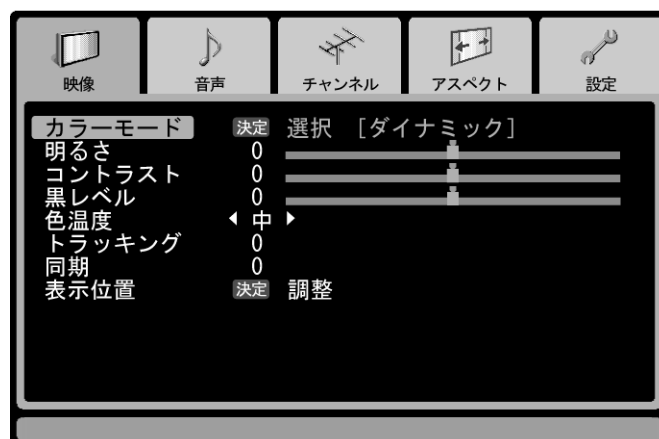 映像 音声 チャンネル アスペクト 設定
カラーモード 決定 選択 [ダイナミック]
明るさ 0
コントラスト 0
黒レベル 0
色温度 中
トラッキング 0
同期 0
表示位置 決定 調整